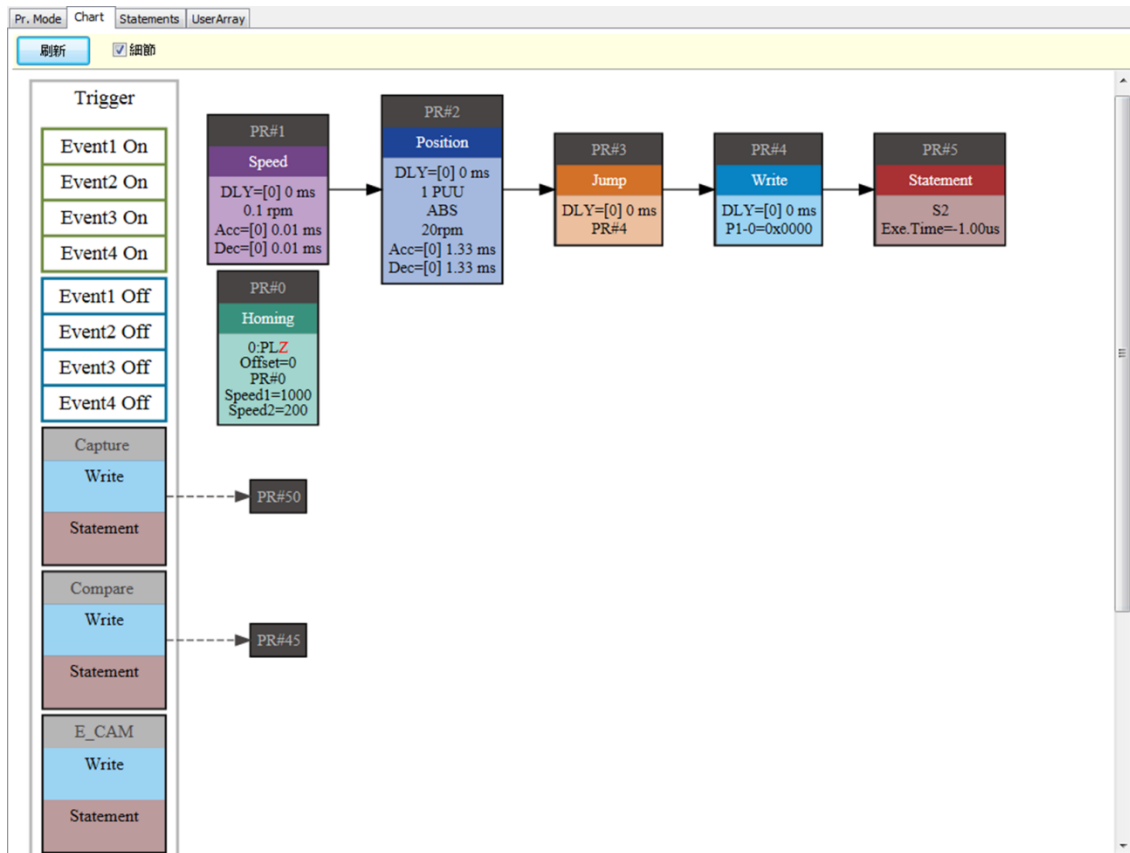 Pr. Mode
Chart
Statements
UserArray
刷新
細節
Trigger
Event1 On
Event2 On
Event3 On
Event4 On
Event1 Off
Event2 Off
Event3 Off
Event4 Off
Capture
Write
Statement
Compare
Write
Statement
E_CAM
Write
Statement
PR#1
Speed
DLY=[0] 0 ms
0.1 rpm
Acc=[0] 0.01 ms
Dec=[0] 0.01 ms
PR#2
Position
DLY=[0] 0 ms
1 PUU
ABS
20rpm
Acc=[0] 1.33 ms
Dec=[0] 1.33 ms
PR#3
Jump
DLY=[0] 0 ms
PR#4
PR#4
Write
DLY=[0] 0 ms
P1-0=0x0000
PR#5
Statement
S2
Exe.Time=-1.00us
PR#0
Homing
0:PLZ
Offset=0
PR#0
Speed1=1000
Speed2=200
PR#50
PR#45